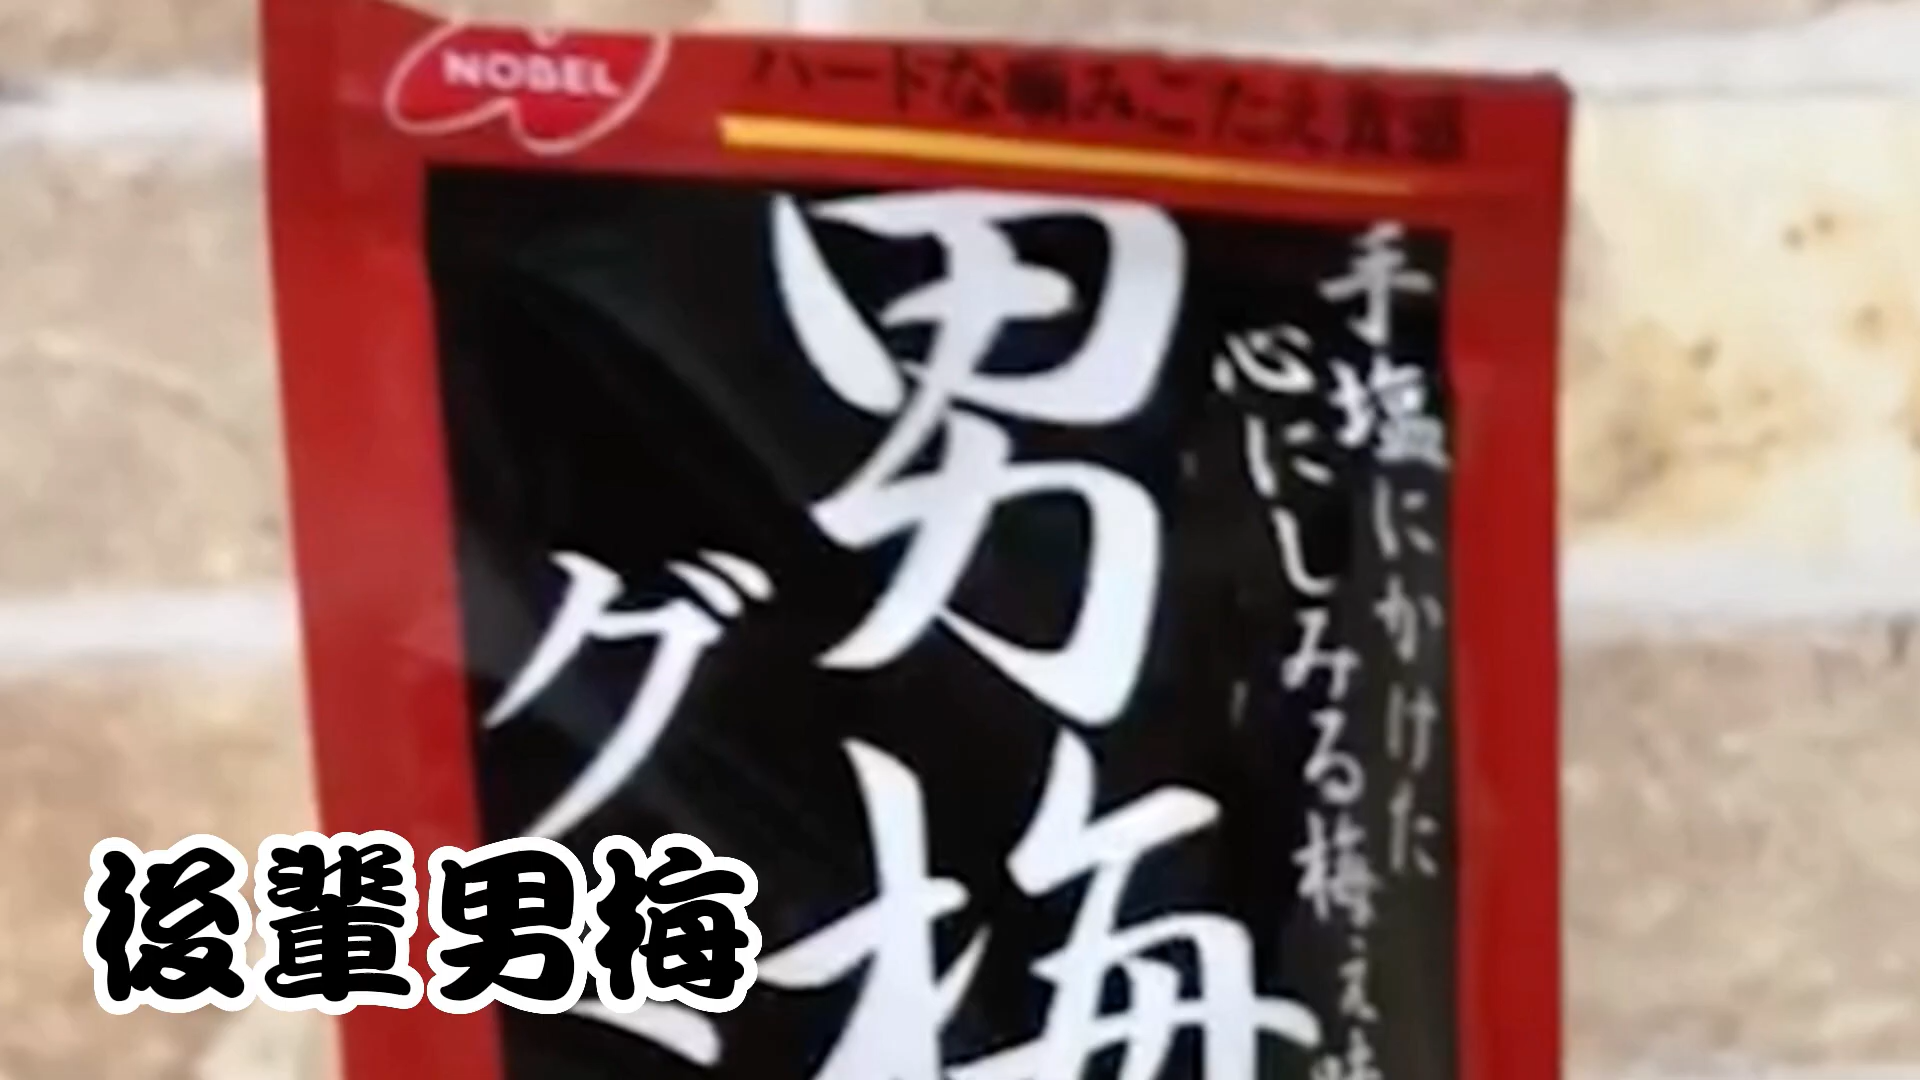 NOBEL
ハードな噛みごたえ食感
男梅
グミ
手塩にかけた
心にしみる梅
後輩男梅